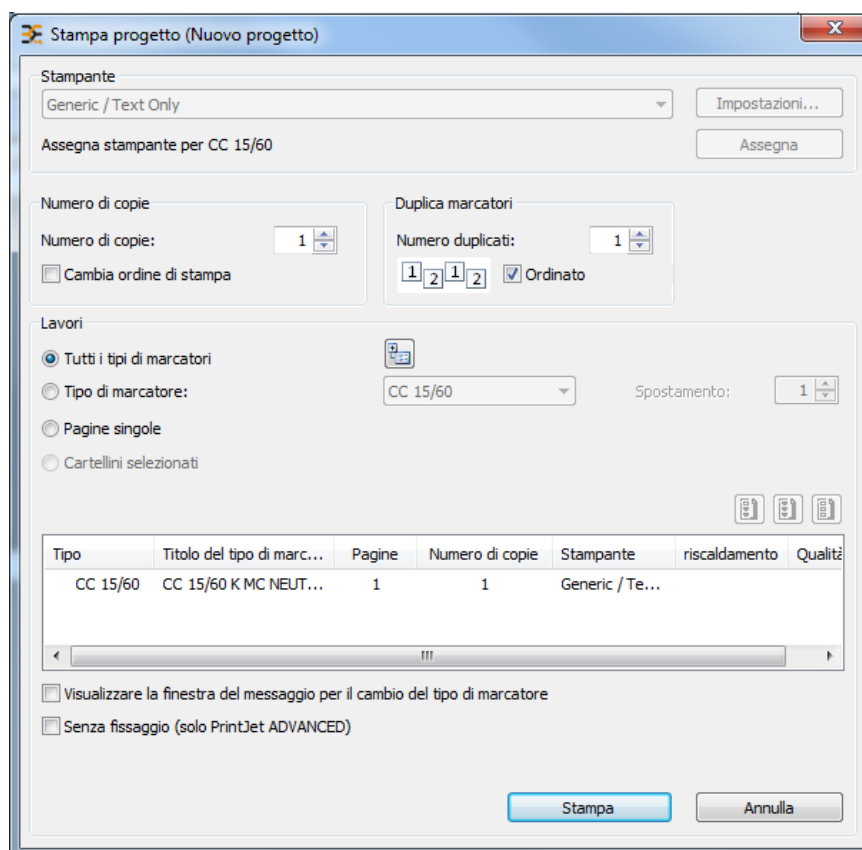 Stampa progetto (Nuovo progetto)
Stampante
Generic / Text Only
Impostazioni...
Assegna stampante per CC 15/60
Assegna
Numero di copie
Duplica marcatori
Numero di copie: 1
Numero duplicati: 1
Cambia ordine di stampa
1 2 1 2 Ordinato
Lavori
Tutti i tipi di marcatori
Tipo di marcatore: CC 15/60 Spostamento: 1
Pagine singole
Cartellini selezionati
Tipo Titolo del tipo di marc... Pagine Numero di copie Stampante riscaldamento Qualità
CC 15/60 CC 15/60 K MC NEUT... 1 1 Generic / Te...
Visualizzare la finestra del messaggio per il cambio del tipo di marcatore
Senza fissaggio (solo PrintJet ADVANCED)
Stampa Annulla